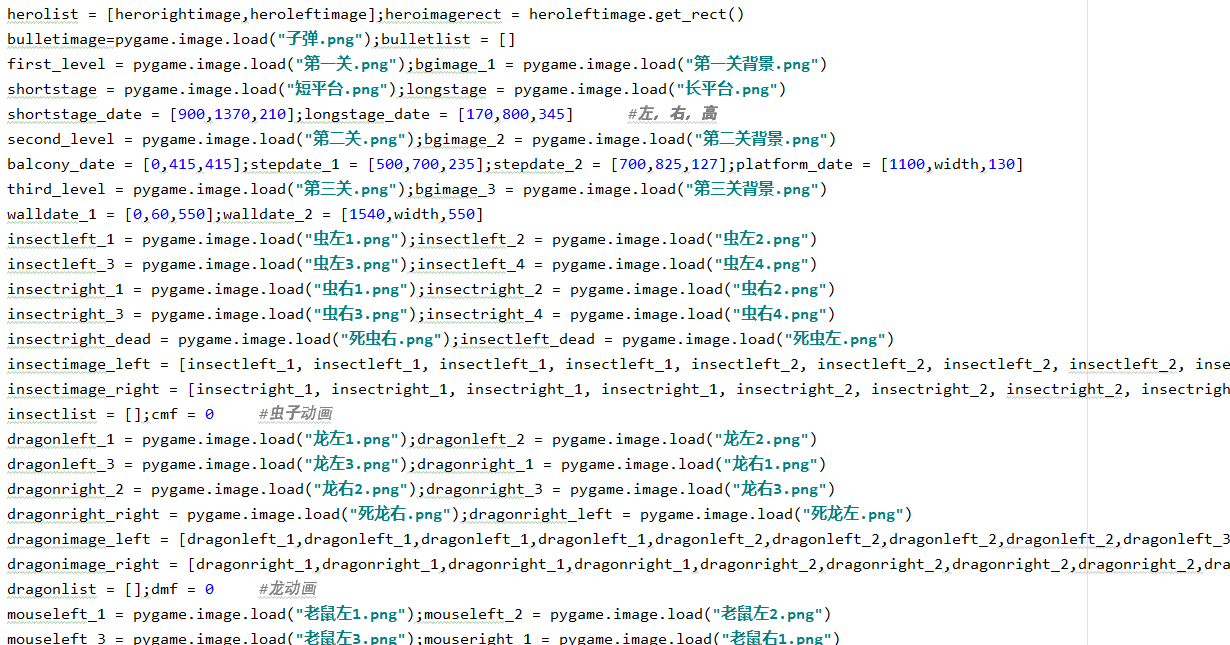 herolist = [herorightimage,heroleftimage];heroimagerect = heroleftimage.get_rect()
bulletimage=pygame.image.load("子弹.png");bulletlist = []
first_level = pygame.image.load("第一关.png");bgimage_1 = pygame.image.load("第一关背景.png")
shortstage = pygame.image.load("短平台.png");longstage = pygame.image.load("长平台.png")
shortstage_date = [900,1370,210];longstage_date = [170,800,345]      #左，右，高
second_level = pygame.image.load("第二关.png");bgimage_2 = pygame.image.load("第二关背景.png")
balcony_date = [0,415,415];stepdate_1 = [500,700,235];stepdate_2 = [700,825,127];platform_date = [1100,width,130]
third_level = pygame.image.load("第三关.png");bgimage_3 = pygame.image.load("第三关背景.png")
walldate_1 = [0,60,550];walldate_2 = [1540,width,550]
insectleft_1 = pygame.image.load("虫左1.png");insectleft_2 = pygame.image.load("虫左2.png")
insectleft_3 = pygame.image.load("虫左3.png");insectleft_4 = pygame.image.load("虫左4.png")
insectright_1 = pygame.image.load("虫右1.png");insectright_2 = pygame.image.load("虫右2.png")
insectright_3 = pygame.image.load("虫右3.png");insectright_4 = pygame.image.load("虫右4.png")
insectright_dead = pygame.image.load("死虫右.png");insectleft_dead = pygame.image.load("死虫左.png")
insectimage_left = [insectleft_1, insectleft_1, insectleft_1, insectleft_1, insectleft_2, insectleft_2, insectleft_2, insectleft_2, inse
insectimage_right = [insectright_1, insectright_1, insectright_1, insectright_1, insectright_2, insectright_2, insectright_2, insectrigh
insectlist = [];cmf = 0     #虫子动画
dragonleft_1 = pygame.image.load("龙左1.png");dragonleft_2 = pygame.image.load("龙左2.png")
dragonleft_3 = pygame.image.load("龙左3.png");dragonright_1 = pygame.image.load("龙右1.png")
dragonright_2 = pygame.image.load("龙右2.png");dragonright_3 = pygame.image.load("龙右3.png")
dragonright_right = pygame.image.load("死龙右.png");dragonright_left = pygame.image.load("死龙左.png")
dragonimage_left = [dragonleft_1,dragonleft_1,dragonleft_1,dragonleft_1,dragonleft_2,dragonleft_2,dragonleft_2,dragonleft_2,dragonleft_3
dragonimage_right = [dragonright_1,dragonright_1,dragonright_1,dragonright_1,dragonright_2,dragonright_2,dragonright_2,dragonright_2,dra
dragonlist = [];dmf = 0     #龙动画
mouseleft_1 = pygame.image.load("老鼠左1.png");mouseleft_2 = pygame.image.load("老鼠左2.png")
mouseleft_3 = pygame.image.load("老鼠左3.png");mouseright_1 = pygame.image.load("老鼠右1.png")